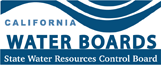 CALIFORNIA
WATER BOARDS
State Water Resources Control Board